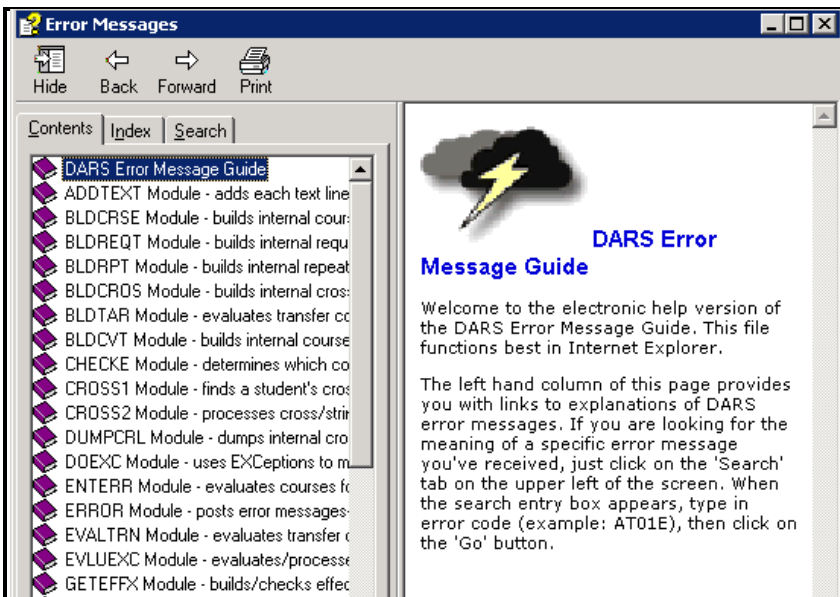 Error Messages
Hide Back Forward Print
Contents Index Search
DARS Error Message Guide
ADDTEXT Module - adds each text line
BLDCRSE Module - builds internal cour
BLDREQT Module - builds internal requ
BLDRPT Module - builds internal repeat
BLDCROS Module - builds internal cros
BLDTAR Module - evaluates transfer co
BLDCVT Module - builds internal course
CHECKE Module - determines which co
CROSS1 Module - finds a student's cros
CROSS2 Module - processes cross/strin
DUMPCRL Module - dumps internal cro
DOEXC Module - uses EXCeptions to m
ENTERR Module - evaluates courses fo
ERROR Module - posts error messages-
EVALTRN Module - evaluates transfer c
EVLUEXC Module - evaluates/processe
GETEFFX Module - builds/checks effec
DARS Error
Message Guide
Welcome to the electronic help version of
the DARS Error Message Guide. This file
functions best in Internet Explorer.
The left hand column of this page provides
you with links to explanations of DARS
error messages. If you are looking for the
meaning of a specific error message
you've received, just click on the 'Search'
tab on the upper left of the screen. When
the search entry box appears, type in
error code (example: AT01E), then click on
the 'Go' button.